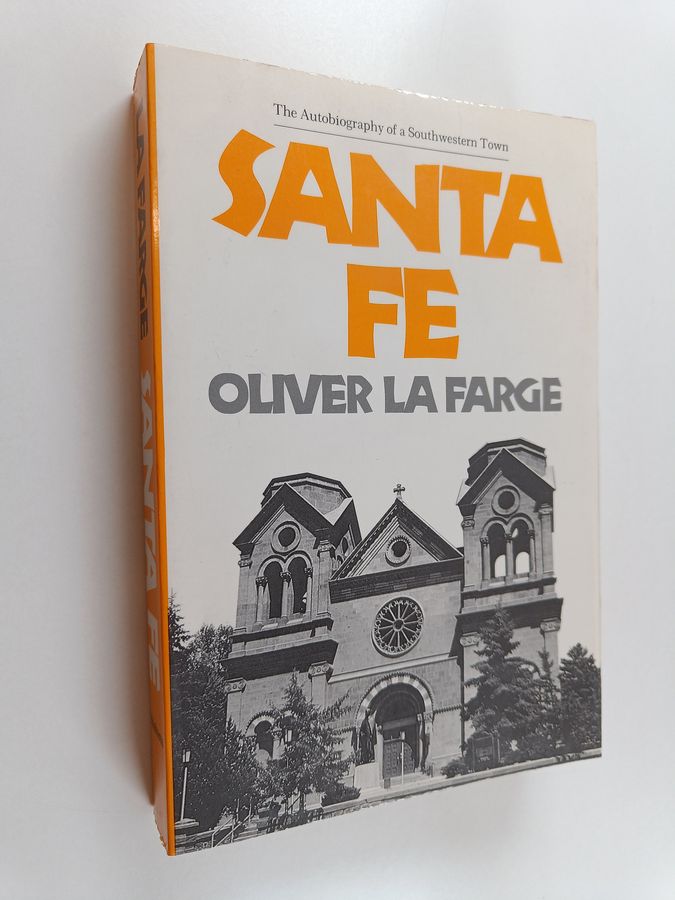 The Autobiography of a Southwestern Town
SANTA
FE
OLIVER LA FARGE
LA FARGE SANTA FE